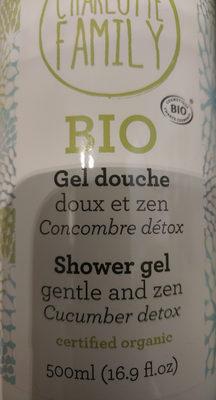 CHARLOTTE
FAMILY
BIO
BIO
Gel douche
doux et zen
Concombre détox
Shower gel
gentle and zen
Cucumber detox
certified organic
500ml (16.9 fl.oz)